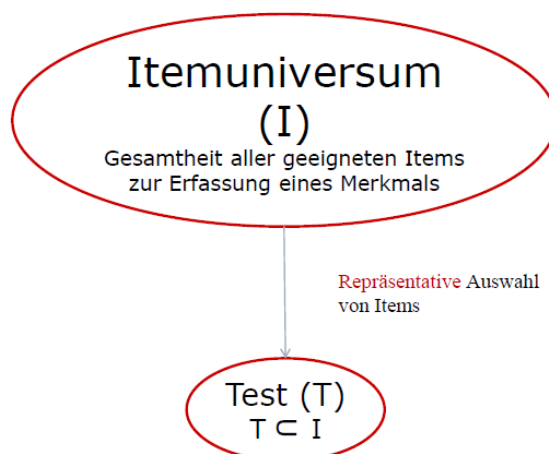 Itemuniversum
(I)
Gesamtheit aller geeigneten Items
zur Erfassung eines Merkmals
Repräsentative Auswahl
von Items
Test (T)
T ⊂ I